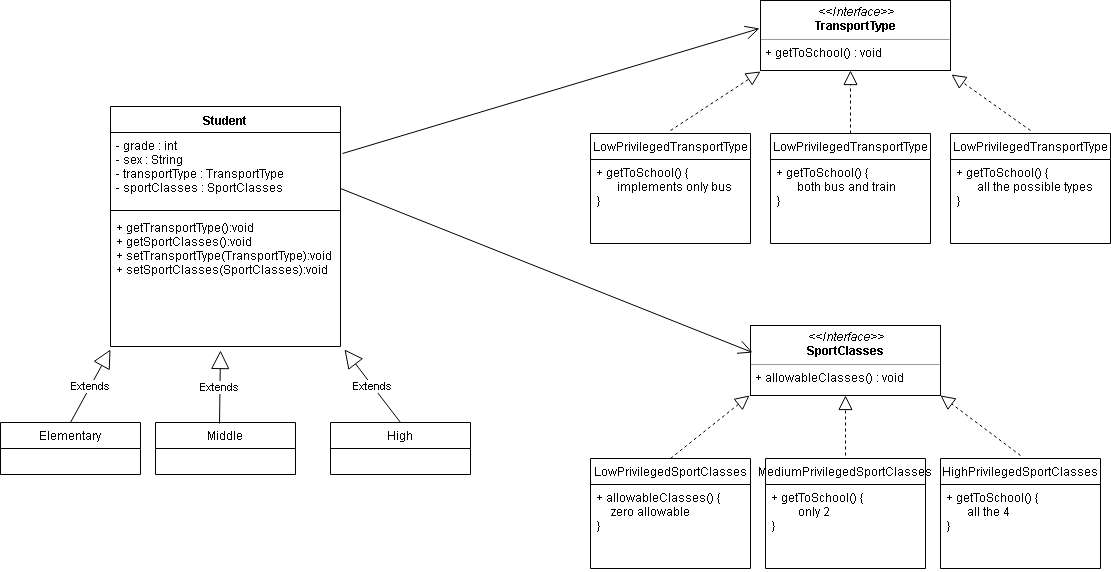 <<Interface>>
TransportType
+ getToSchool() : void
Student
- grade : int
- sex : String
- transportType : TransportType
- sportClasses : SportClasses
+ getTransportType():void
+ getSportClasses():void
+ setTransportType(TransportType):void
+ setSportClasses(SportClasses):void
LowPrivilegedTransportType
+ getToSchool() {
implements only bus
}
LowPrivilegedTransportType
+ getToSchool() {
both bus and train
}
LowPrivilegedTransportType
+ getToSchool() {
all the possible types
}
Extends
Extends
Extends
Elementary
Middle
High
<<Interface>>
SportClasses
+ allowableClasses() : void
LowPrivilegedSportClasses
+ allowableClasses() {
zero allowable
}
MediumPrivilegedSportClasses
+ getToSchool() {
only 2
}
HighPrivilegedSportClasses
+ getToSchool() {
all the 4
}